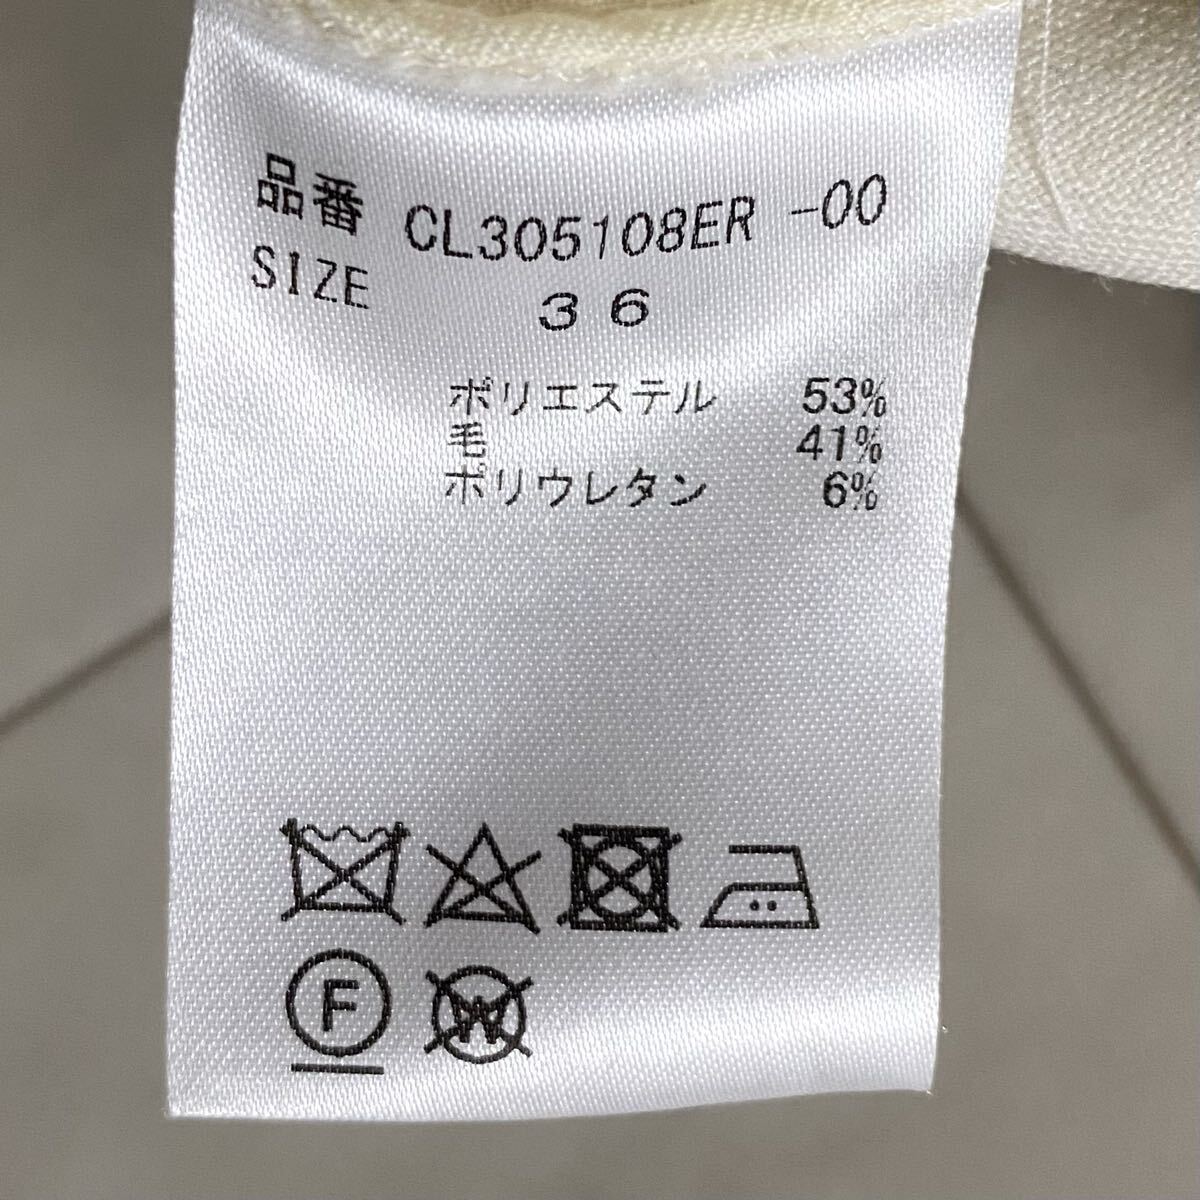 品番 CL305108ER -00
SIZE 36
ポリエステル 53%
毛 41%
ポリウレタン 6%
F W